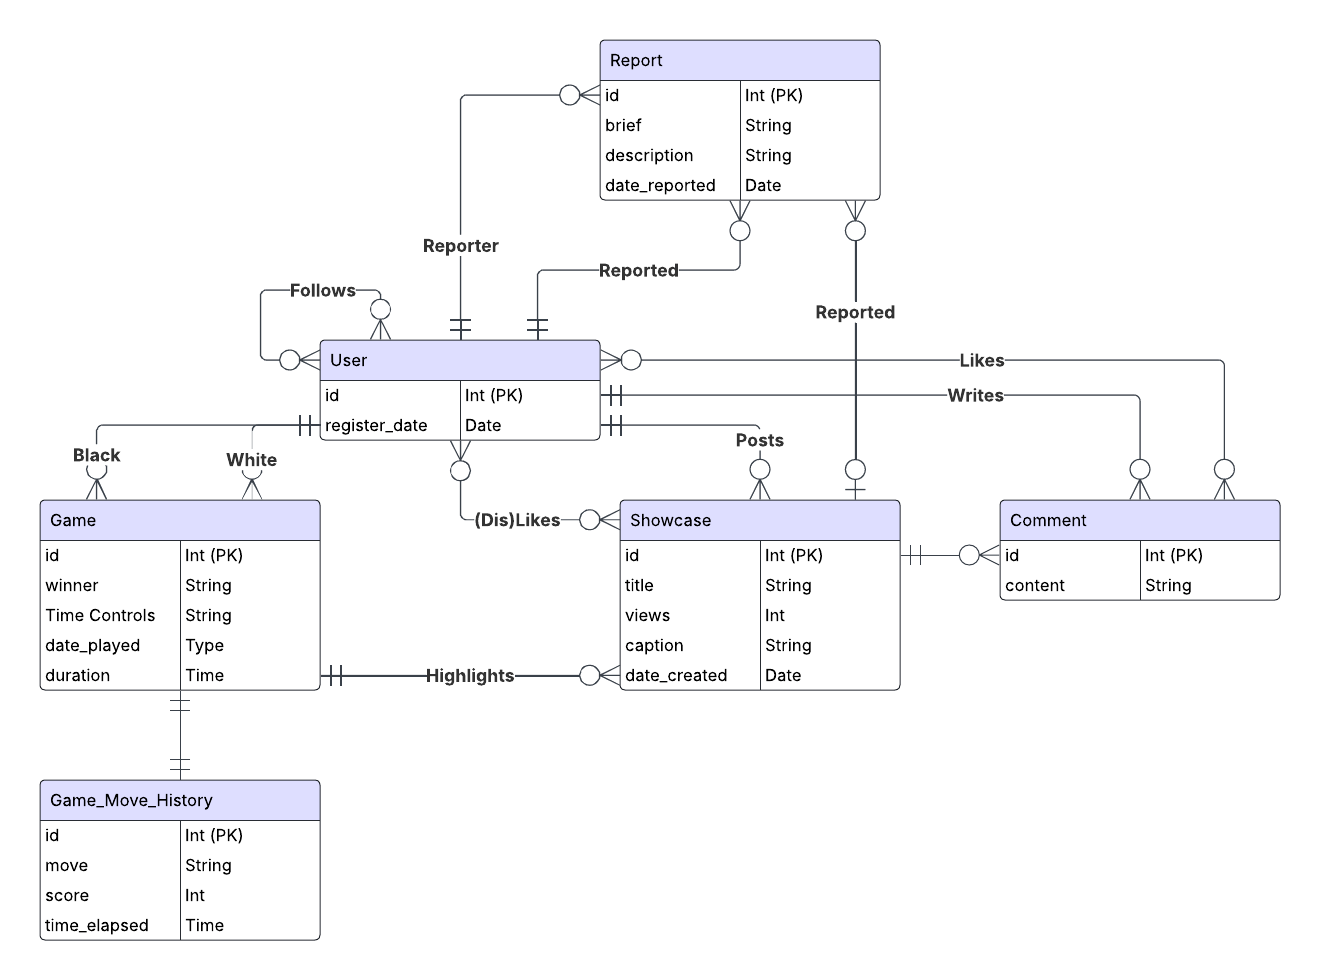 Report
id Int (PK)
brief String
description String
date_reported Date
Reporter
Reported
Follows
Reported
User
id Int (PK)
register_date Date
Likes
Writes
Black
White
Posts
(Dis)Likes
Game
id Int (PK)
winner String
Time Controls String
date_played Type
duration Time
Showcase
id Int (PK)
title String
views Int
caption String
date_created Date
Comment
id Int (PK)
content String
Highlights
Game_Move_History
id Int (PK)
move String
score Int
time_elapsed Time